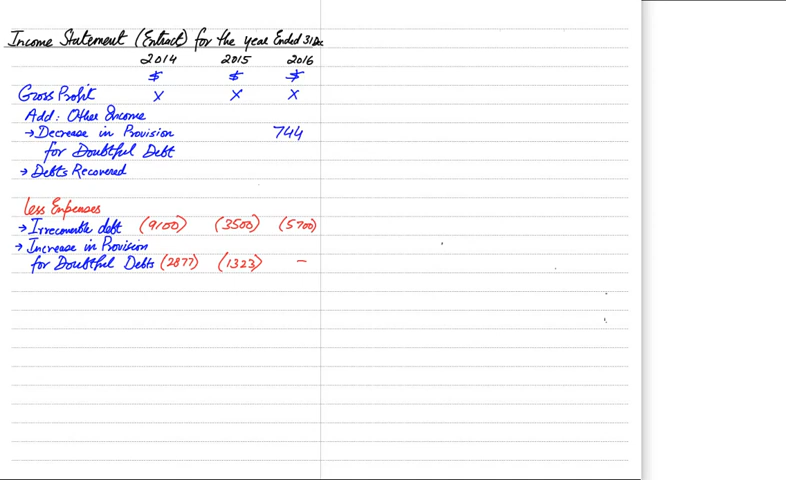 Income Statement (Extract) for the year Ended 31 Dec
2014 2015 2016
$ $ $
Gross Profit X X X
Add: Other Income
→ Decrease in Provision 744
for Doubtful Debt
→ Debts Recovered
Less Expenses
→ Irrecoverable debt (9100) (3500) (5700)
→ Increase in Provision
for Doubtful Debts (2877) (1323) –